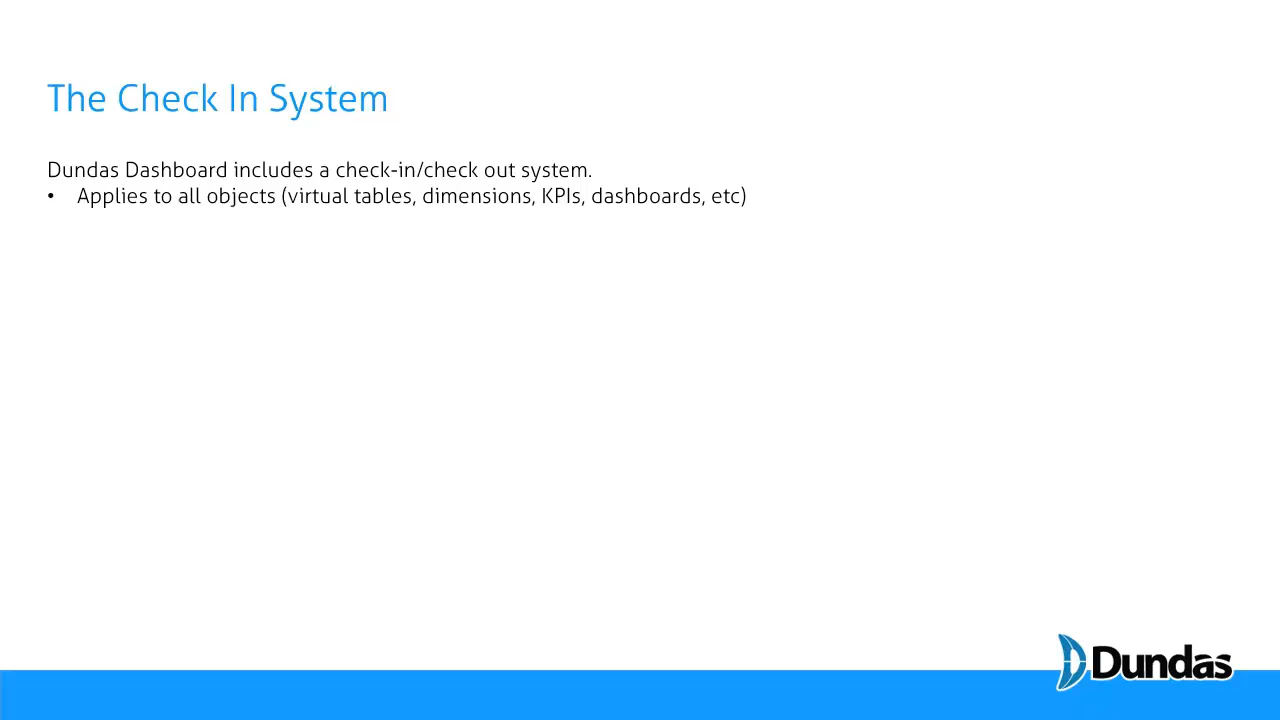 The Check In System
Dundas Dashboard includes a check-in/check out system.
• Applies to all objects (virtual tables, dimensions, KPIs, dashboards, etc)
Dundas